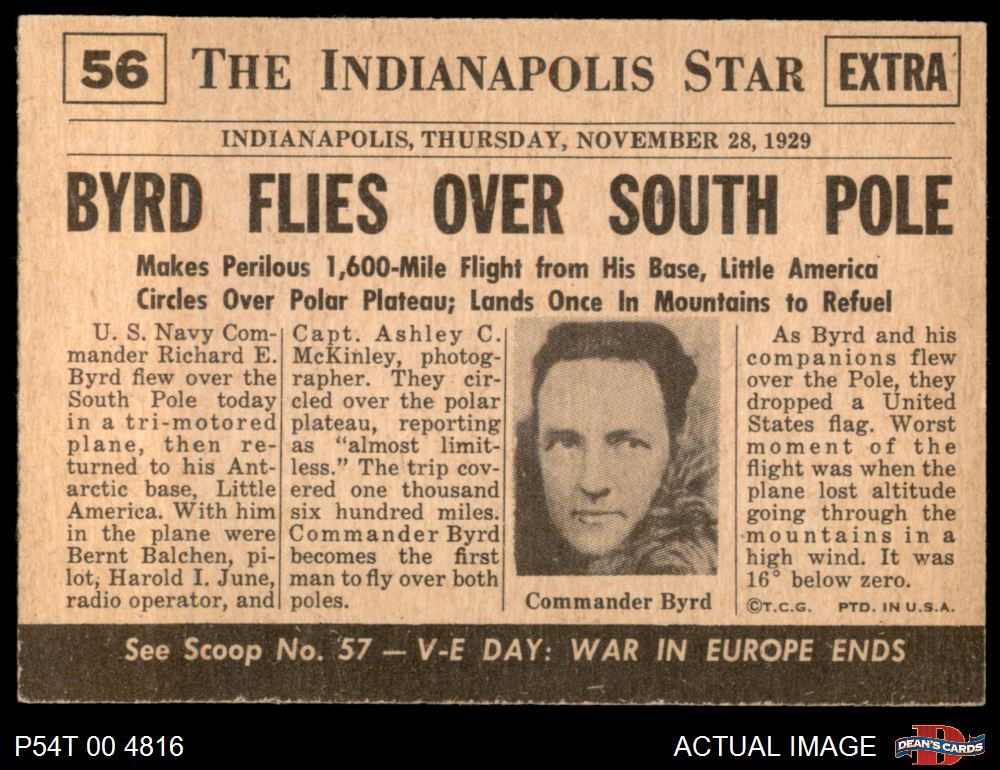 56 THE INDIANAPOLIS STAR EXTRA
INDIANAPOLIS, THURSDAY, NOVEMBER 28, 1929
BYRD FLIES OVER SOUTH POLE
Makes Perilous 1,600-Mile Flight from His Base, Little America
Circles Over Polar Plateau; Lands Once In Mountains to Refuel
U. S. Navy Com-
mander Richard E.
Byrd flew over the
South Pole today
in a tri-motored
plane, then re-
turned to his Ant-
arctic base, Little
America. With him
in the plane were
Bernt Balchen, pi-
lot, Harold I. June,
radio operator, and
Capt. Ashley C.
McKinley, photog-
rapher. They cir-
cled over the polar
plateau, reporting
as "almost limit-
less." The trip cov-
ered one thousand
six hundred miles.
Commander Byrd
becomes the first
man to fly over both
poles.
Commander Byrd
As Byrd and his
companions flew
over the Pole, they
dropped a United
States flag. Worst
moment of the
flight was when the
plane lost altitude
going through the
mountains in a
high wind. It was
16° below zero.
©T.C.G. PTD. IN U.S.A.
See Scoop No. 57 — V-E DAY: WAR IN EUROPE ENDS
P54T 00 4816
ACTUAL IMAGE
D
DEAN'S CARDS